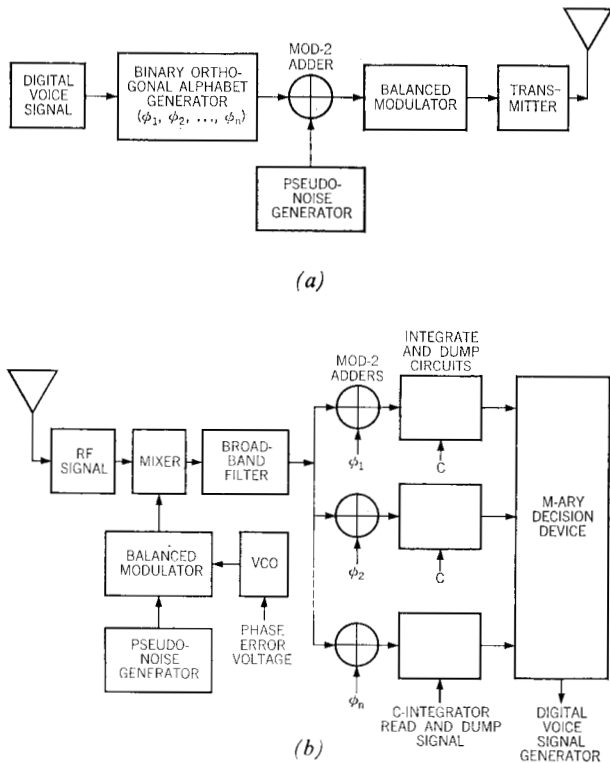 DIGITAL
VOICE
SIGNAL
BINARY ORTHO-
GONAL ALPHABET
GENERATOR
(ϕ₁, ϕ₂, ..., ϕₙ)
MOD-2
ADDER
BALANCED
MODULATOR
TRANS-
MITTER
PSEUDO-
NOISE
GENERATOR
(a)
RF
SIGNAL
MIXER
BROAD-
BAND
FILTER
MOD-2
ADDERS
INTEGRATE
AND DUMP
CIRCUITS
ϕ₁
C
BALANCED
MODULATOR
VCO
ϕ₂
C
M-ARY
DECISION
DEVICE
PSEUDO-
NOISE
GENERATOR
PHASE
ERROR
VOLTAGE
ϕₙ
C-INTEGRATOR
READ AND DUMP
SIGNAL
DIGITAL
VOICE
SIGNAL
GENERATOR
(b)